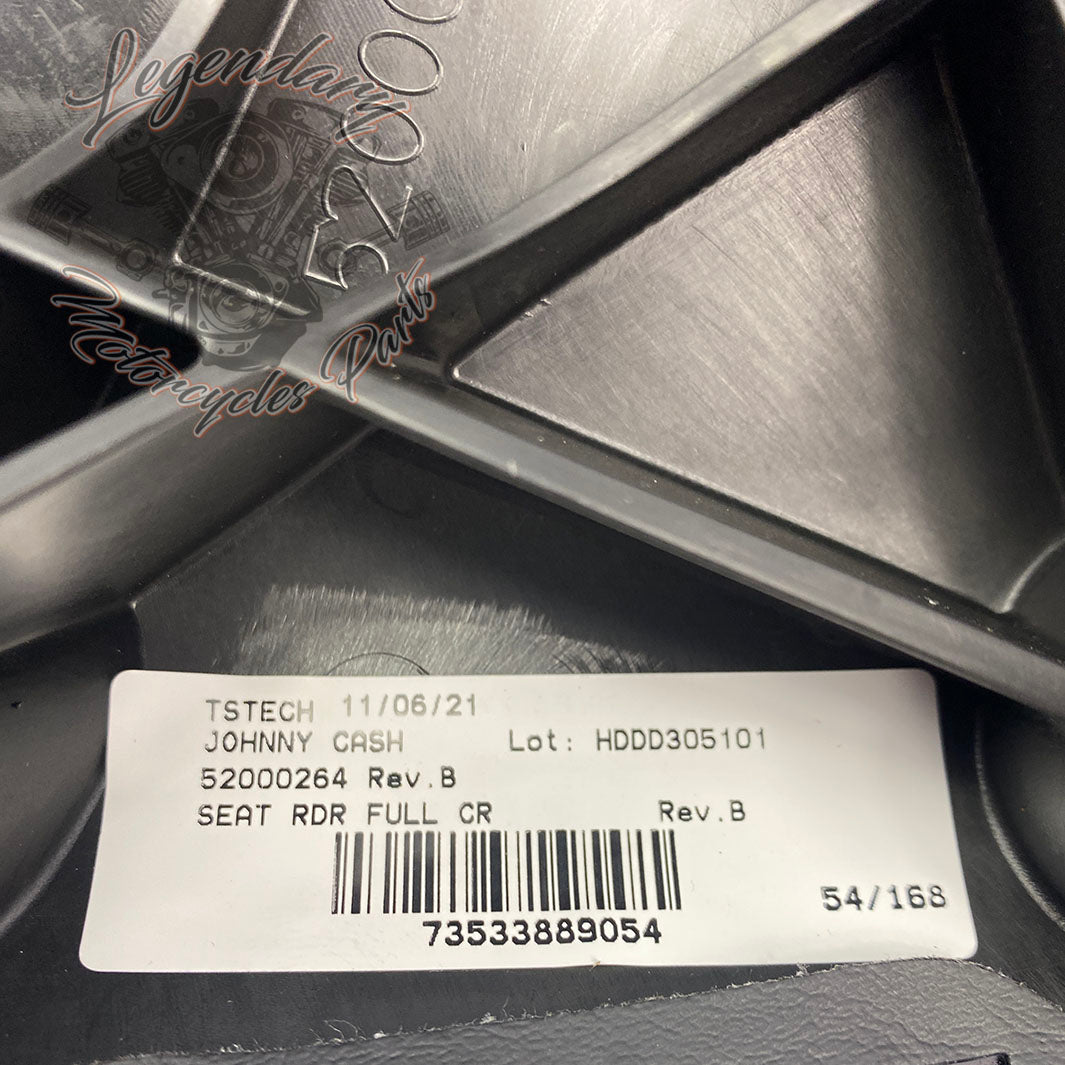 Legendary
Motorcycles Parts
5200
TSTECH 11/06/21
JOHNNY CASH Lot: HDDD305101
52000264 Rev.B
SEAT RDR FULL CR Rev.B
54/168
73533889054